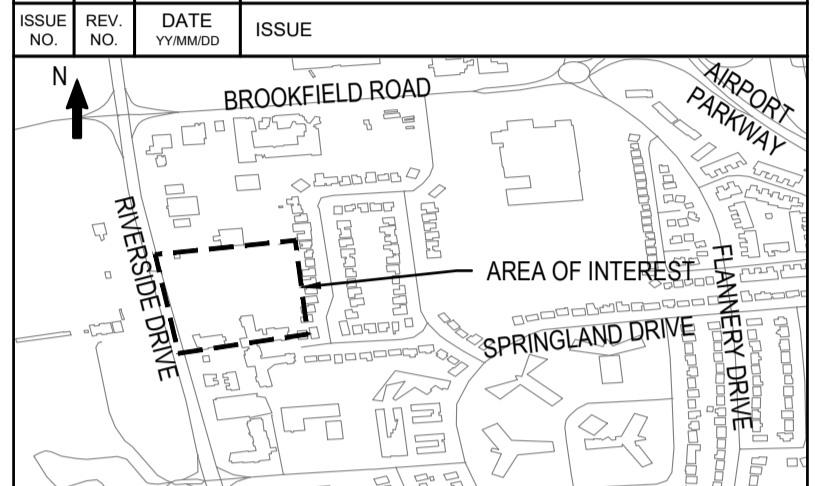 ISSUE NO.
REV. NO.
DATE
YY/MM/DD
ISSUE
N
BROOKFIELD ROAD
AIRPORT
PARKWAY
RIVERSIDE DRIVE
AREA OF INTEREST
FLANNERY DRIVE
SPRINGLAND DRIVE